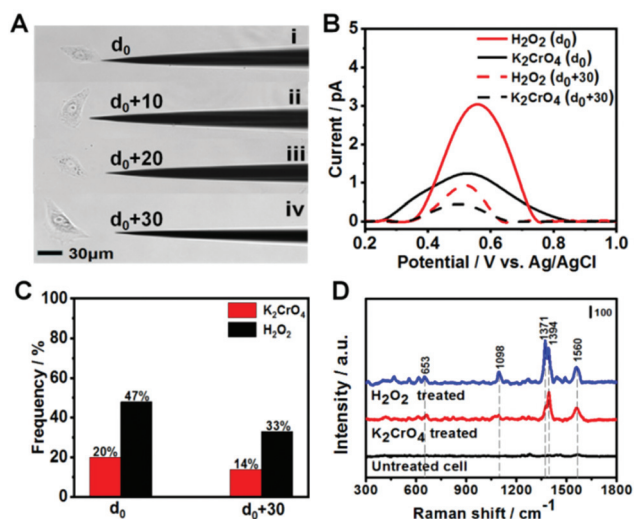 A
d₀
i
d₀+10
ii
d₀+20
iii
d₀+30
iv
30μm
B
H₂O₂ (d₀)
K₂CrO₄ (d₀)
H₂O₂ (d₀+30)
K₂CrO₄ (d₀+30)
Current / pA
5
4
3
2
1
0
0.2 0.4 0.6 0.8 1.0
Potential / V vs. Ag/AgCl
C
K₂CrO₄
H₂O₂
Frequency / %
100
80
60
40
20
0
20%
47%
14%
33%
d₀ d₀+30
D
100
Intensity / a.u.
653
1098
1371
1394
1560
H₂O₂ treated
K₂CrO₄ treated
Untreated cell
300 600 900 1200 1500 1800
Raman shift / cm⁻¹